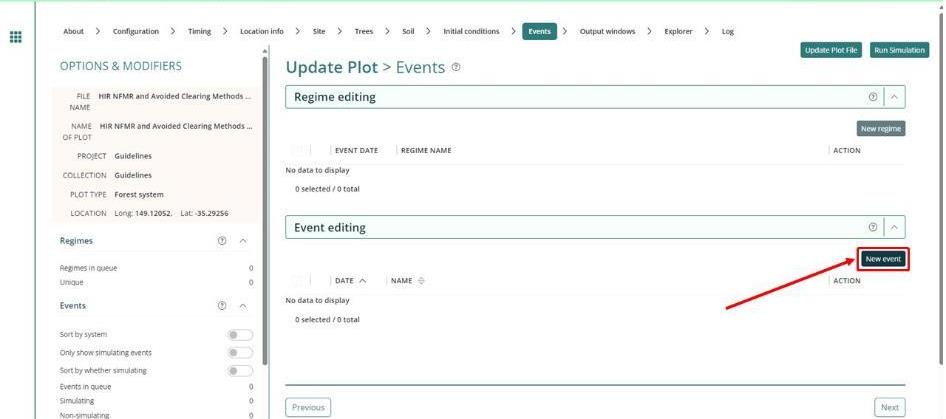 About > Configuration > Timing > Location info > Site > Trees > Soil > Initial conditions > Events > Output windows > Explorer > Log
Update Plot File Run Simulation
OPTIONS & MODIFIERS
FILE NAME HIR NFMR and Avoided Clearing Methods ...
NAME OF PLOT HIR NFMR and Avoided Clearing Methods ...
PROJECT Guidelines
COLLECTION Guidelines
PLOT TYPE Forest system
LOCATION Long: 149.12052, Lat: -35.29256
Regimes
Regimes in queue 0
Unique 0
Events
Sort by system
Only show simulating events
Sort by whether simulating
Events in queue 0
Simulating 0
Non-simulating 0
Update Plot > Events
Regime editing
New regime
EVENT DATE REGIME NAME ACTION
No data to display
0 selected / 0 total
Event editing
New event
DATE NAME ACTION
No data to display
0 selected / 0 total
Previous Next